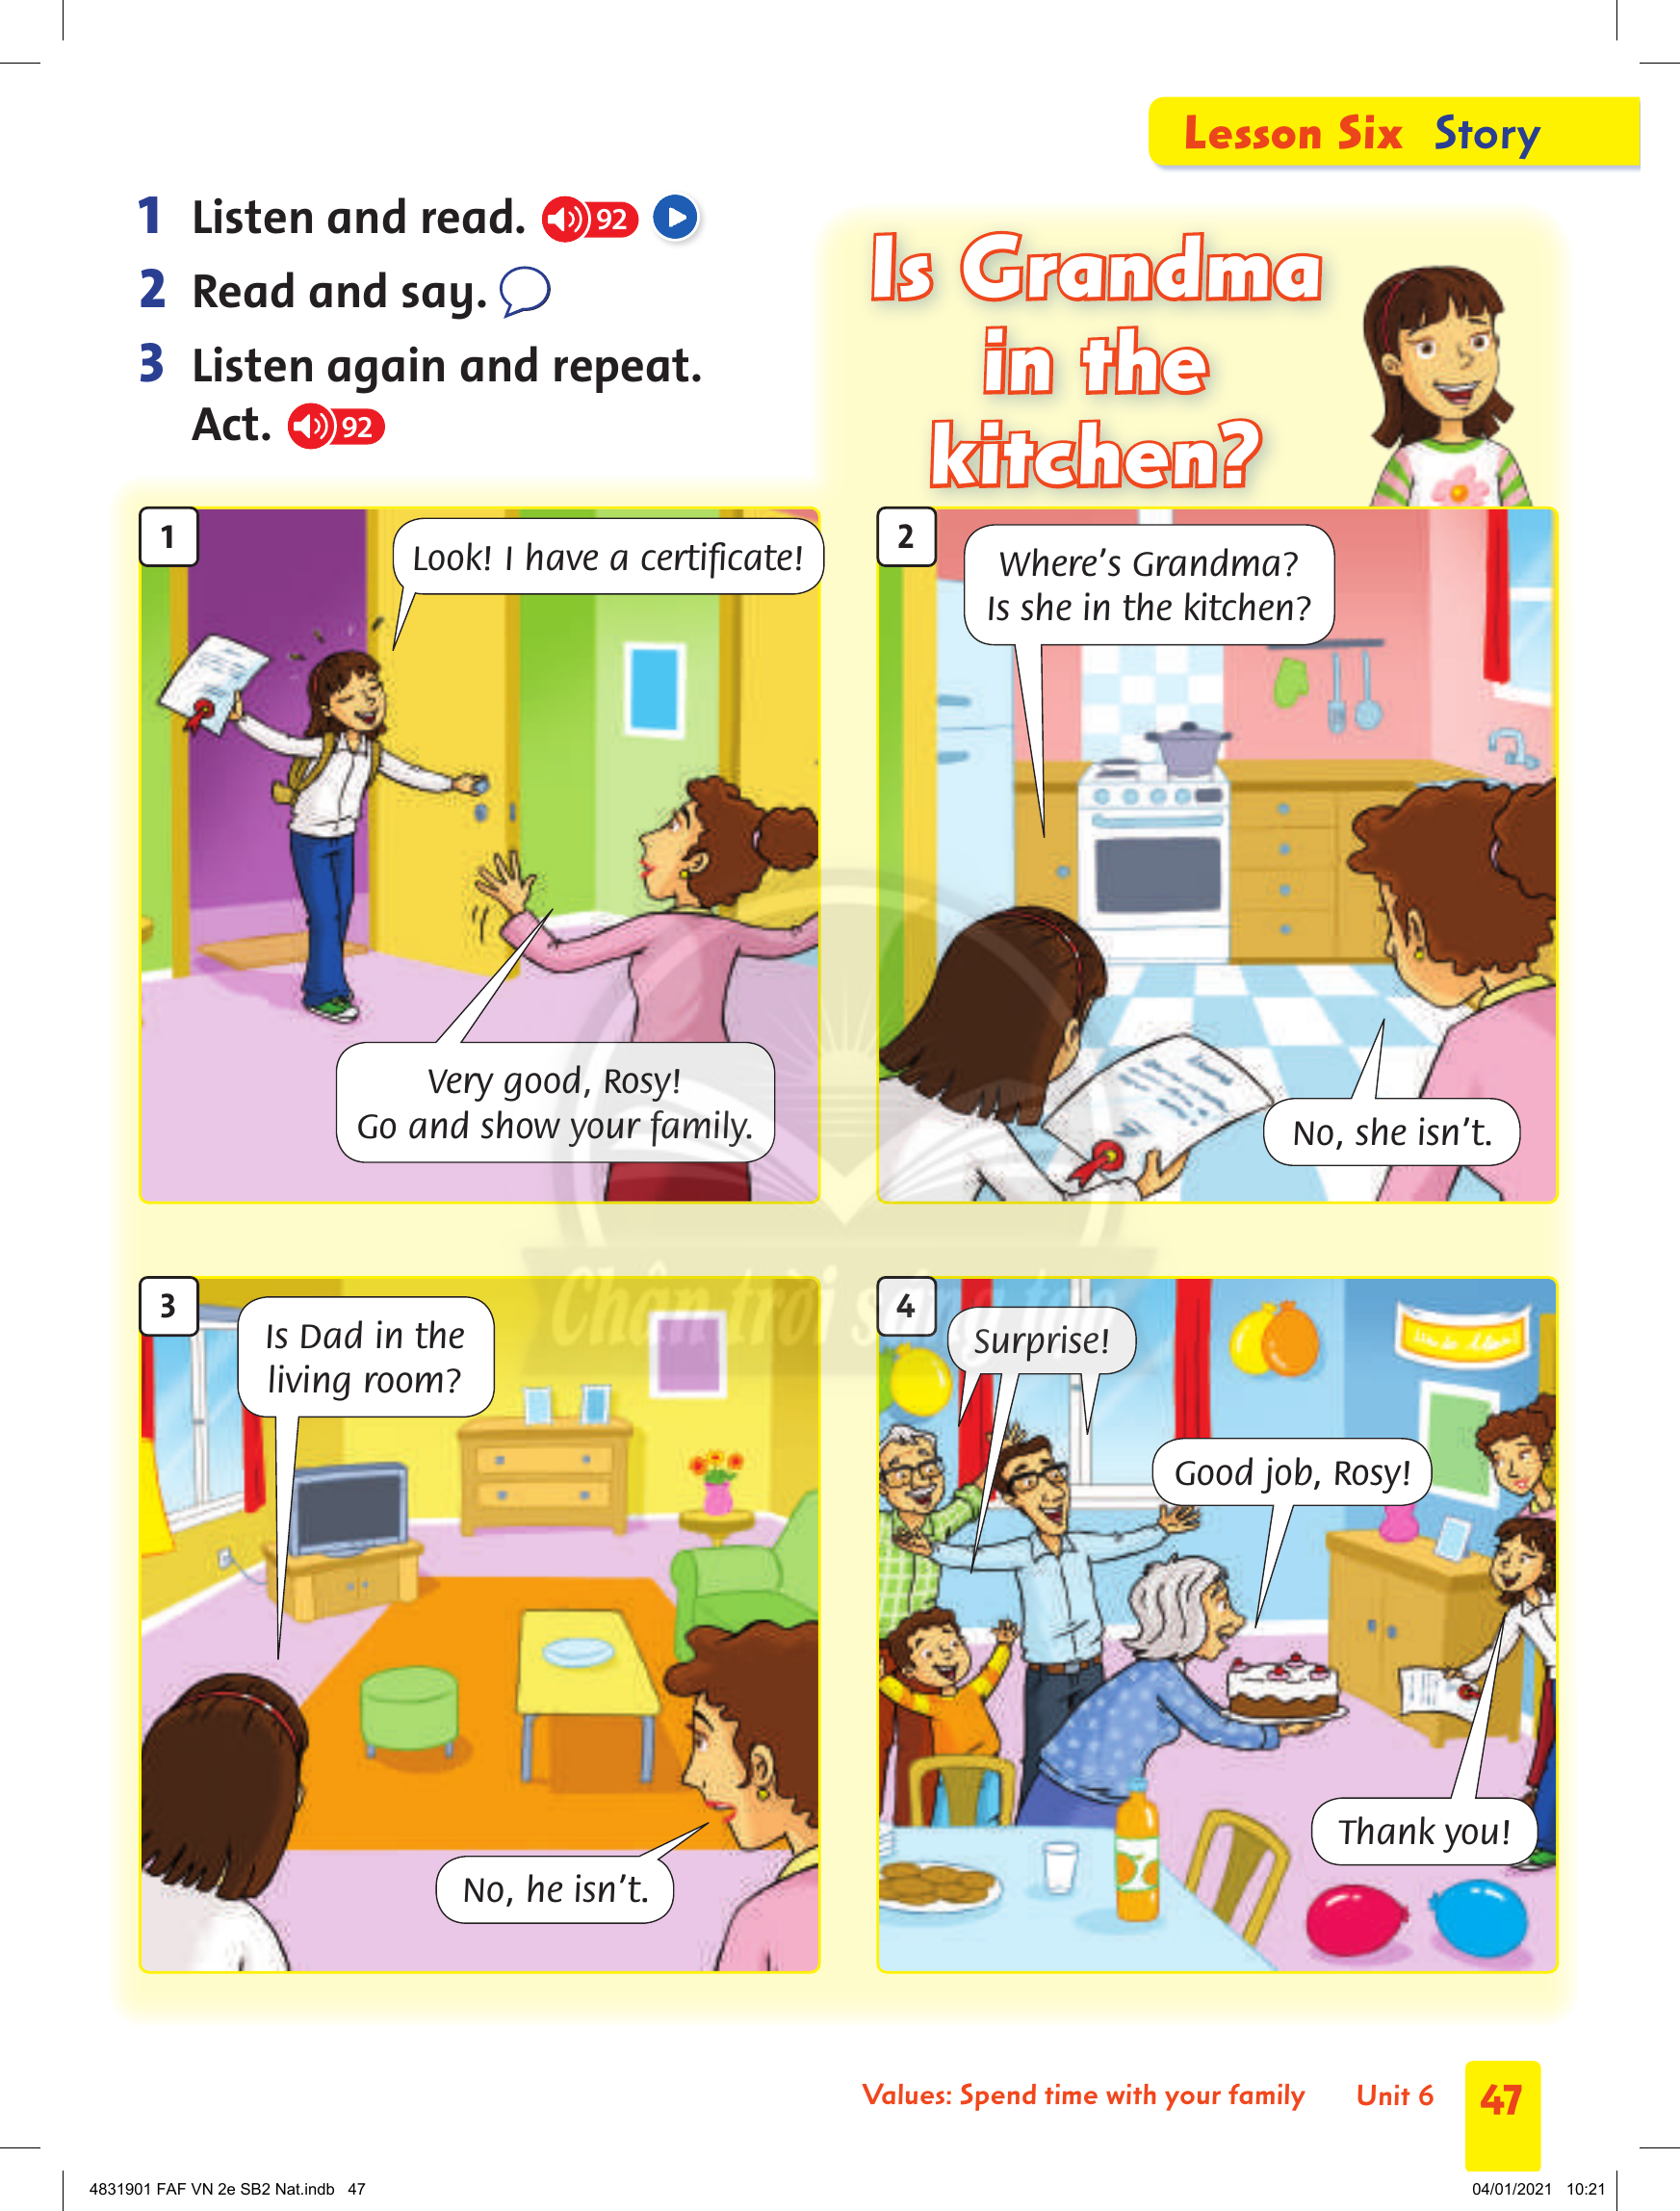 Lesson Six Story
1 Listen and read. 92
2 Read and say.
3 Listen again and repeat.
Act. 92
Is Grandma
in the
kitchen?
1
Look! I have a certificate!
Very good, Rosy!
Go and show your family.
2
Where's Grandma?
Is she in the kitchen?
No, she isn't.
3
Is Dad in the
living room?
No, he isn't.
4
Surprise!
Good job, Rosy!
Thank you!
Chân trời sáng tạo
Values: Spend time with your family Unit 6 47
4831901 FAF VN 2e SB2 Nat.indb 47
04/01/2021 10:21